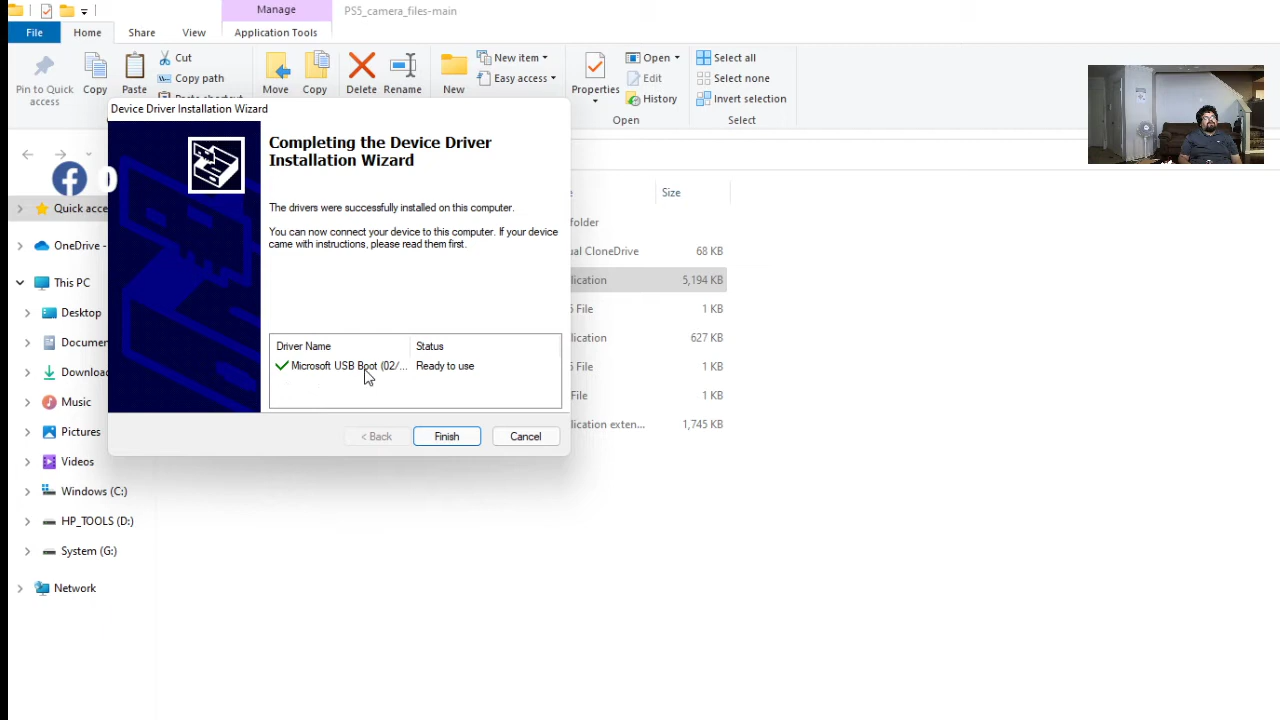 Manage
PS5_camera_files-main
File
Home
Share
View
Application Tools
Pin to Quick
access
Copy
Paste
Cut
Copy path
Move
Copy
Delete
Rename
New
New item
Easy access
Properties
Open
Edit
History
Open
Select all
Select none
Invert selection
Select
Device Driver Installation Wizard
Completing the Device Driver
Installation Wizard
The drivers were successfully installed on this computer.
You can now connect your device to this computer. If your device
came with instructions, please read them first.
Driver Name
Status
Microsoft USB Boot (02/...
Ready to use
< Back
Finish
Cancel
0
Quick acce
OneDrive -
This PC
Desktop
Documen
Downloac
Music
Pictures
Videos
Windows (C:)
HP_TOOLS (D:)
System (G:)
Network
Size
folder
ual CloneDrive
68 KB
lication
5,194 KB
File
1 KB
lication
627 KB
File
1 KB
File
1 KB
lication exten...
1,745 KB